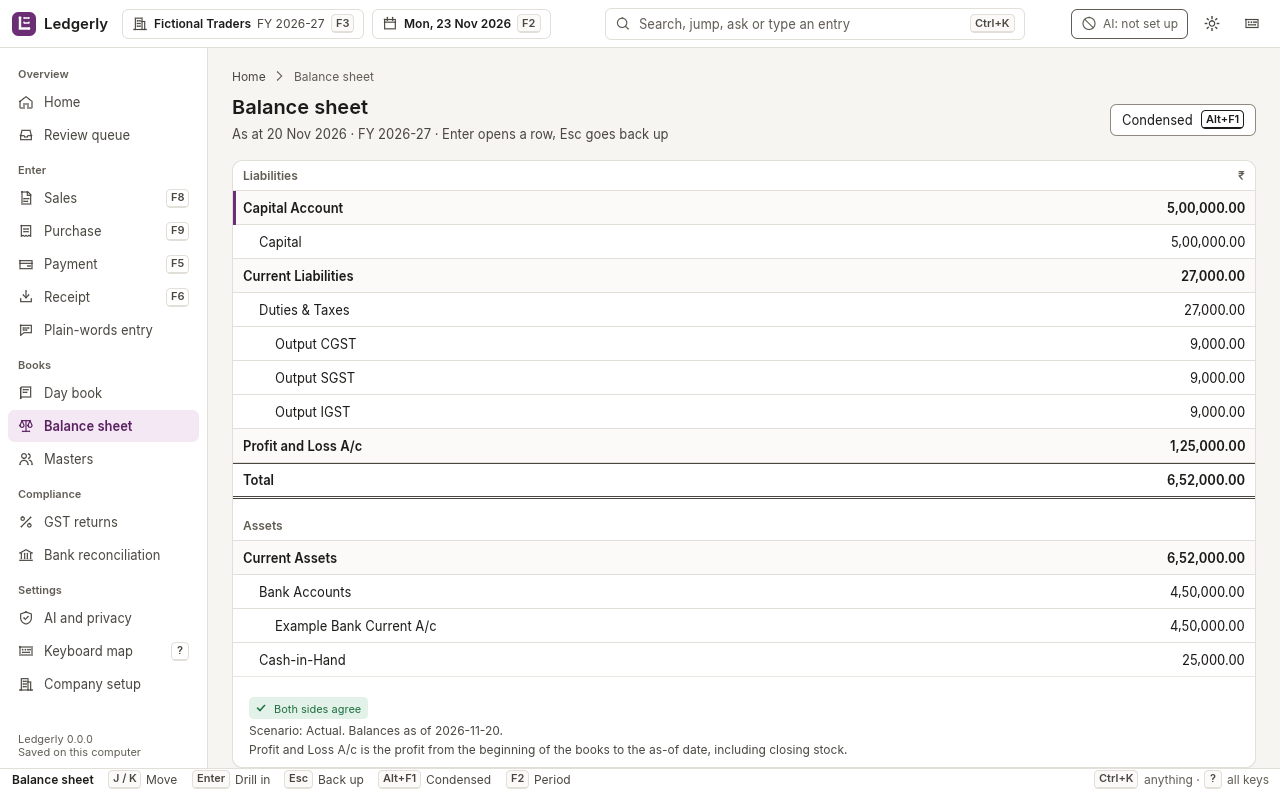 Ledgerly
Fictional Traders FY 2026-27 F3
Mon, 23 Nov 2026 F2
Search, jump, ask or type an entry Ctrl+K
AI: not set up
Overview
Home
Review queue
Enter
Sales F8
Purchase F9
Payment F5
Receipt F6
Plain-words entry
Books
Day book
Balance sheet
Masters
Compliance
GST returns
Bank reconciliation
Settings
AI and privacy
Keyboard map ?
Company setup
Ledgerly 0.0.0
Saved on this computer
Home Balance sheet
Balance sheet
As at 20 Nov 2026 · FY 2026-27 · Enter opens a row, Esc goes back up
Condensed Alt+F1
Liabilities ₹
Capital Account 5,00,000.00
Capital 5,00,000.00
Current Liabilities 27,000.00
Duties & Taxes 27,000.00
Output CGST 9,000.00
Output SGST 9,000.00
Output IGST 9,000.00
Profit and Loss A/c 1,25,000.00
Total 6,52,000.00
Assets
Current Assets 6,52,000.00
Bank Accounts 4,50,000.00
Example Bank Current A/c 4,50,000.00
Cash-in-Hand 25,000.00
Both sides agree
Scenario: Actual. Balances as of 2026-11-20.
Profit and Loss A/c is the profit from the beginning of the books to the as-of date, including closing stock.
Balance sheet J / K Move Enter Drill in Esc Back up Alt+F1 Condensed F2 Period Ctrl+K anything · ? all keys